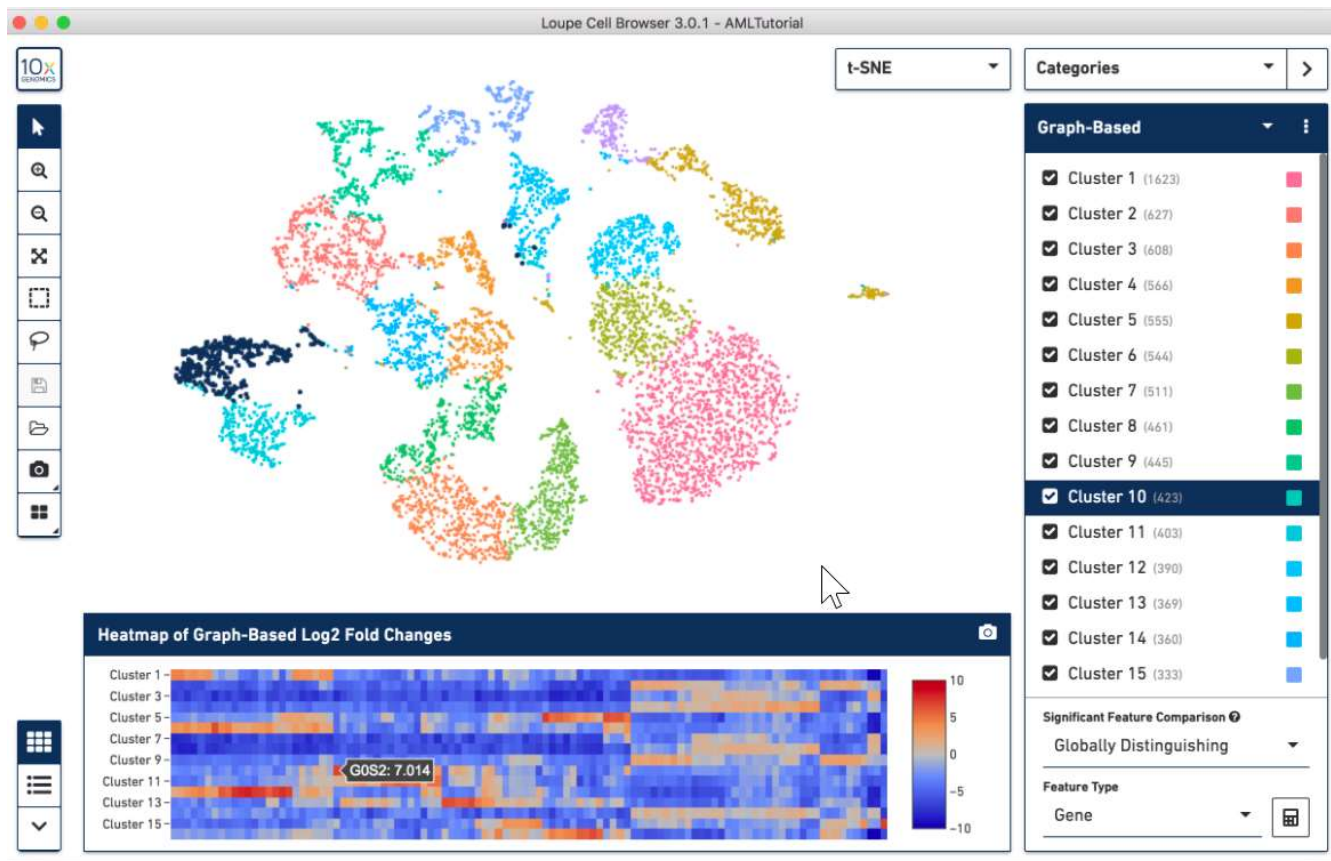 Loupe Cell Browser 3.0.1 - AMLTutorial
10x
GENOMICS
t-SNE
Categories
Graph-Based
Cluster 1 (1623)
Cluster 2 (627)
Cluster 3 (608)
Cluster 4 (566)
Cluster 5 (555)
Cluster 6 (544)
Cluster 7 (511)
Cluster 8 (461)
Cluster 9 (445)
Cluster 10 (423)
Cluster 11 (403)
Cluster 12 (390)
Cluster 13 (369)
Cluster 14 (360)
Cluster 15 (333)
Heatmap of Graph-Based Log2 Fold Changes
Cluster 1
Cluster 3
Cluster 5
Cluster 7
Cluster 9
Cluster 11
Cluster 13
Cluster 15
G0S2: 7.014
10
5
0
−5
−10
Significant Feature Comparison
Globally Distinguishing
Feature Type
Gene